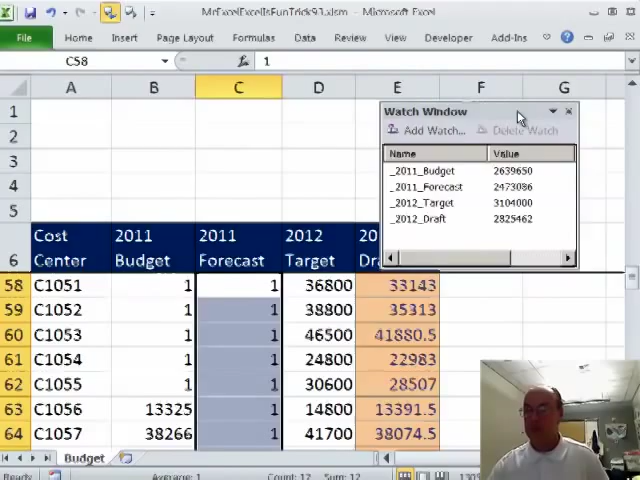 MrExcelExcelIsFunTrick93.xlsm - Microsoft Excel
File Home Insert Page Layout Formulas Data Review View Developer Add-Ins
C58 fx 1
A B C D E F G
1
2
3
4
5
6
Cost Center
2011 Budget
2011 Forecast
2012 Target
20
Watch Window
Add Watch... Delete Watch
Name Value
_2011_Budget 2639650
_2011_Forecast 2473086
_2012_Target 3104000
_2012_Draft 2825462
58 C1051 1 1 36800 33143
59 C1052 1 1 38800 35313
60 C1053 1 1 46500 41880.5
61 C1054 1 1 24800 22983
62 C1055 1 1 30600 28507
63 C1056 13325 1 14800 13391.5
64 C1057 38266 1 41700 38074.5
Budget
Ready Average: 1 Count: 12 Sum: 12 130%